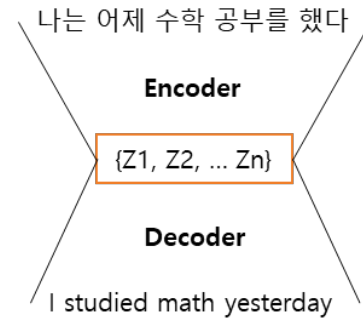 나는 어제 수학 공부를 했다
Encoder
{Z1, Z2, ... Zn}
Decoder
I studied math yesterday